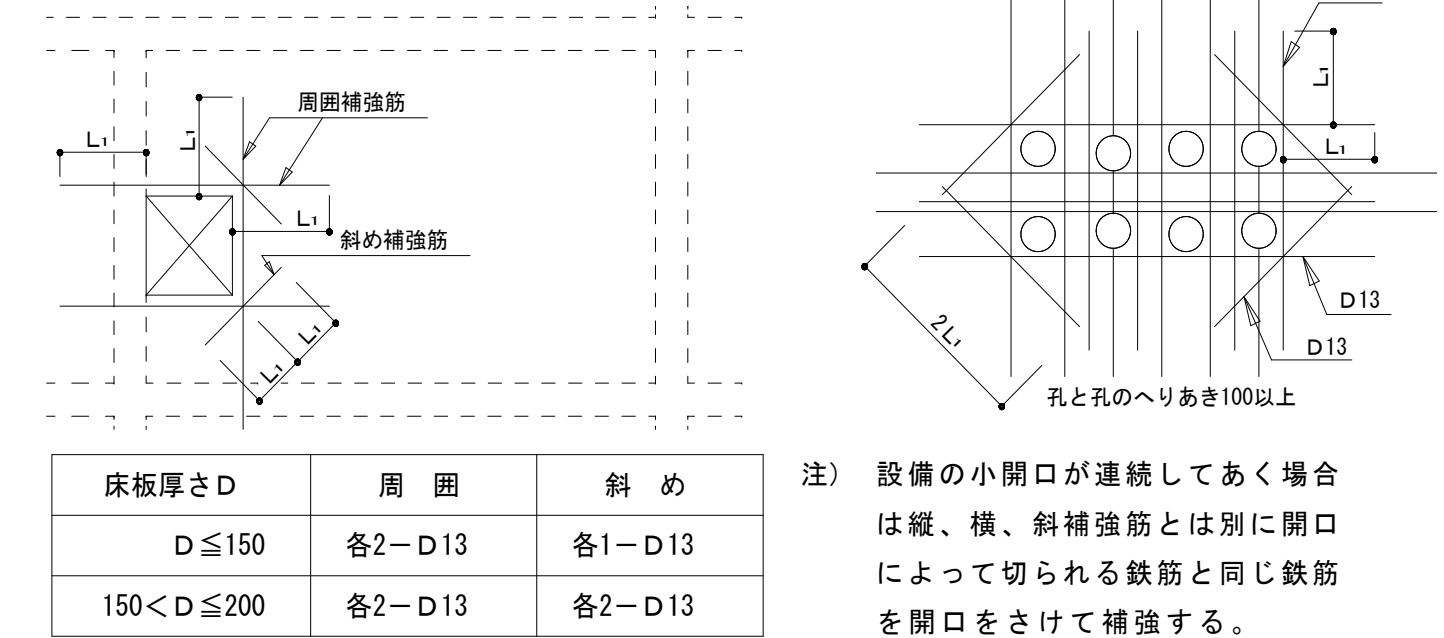 周囲補強筋
L1
L1
L1
斜め補強筋
L1
L1
L1
L1
D13
D13
2L1
孔と孔のへりあき100以上
床板厚さD 周 囲 斜 め
D≦150 各2－D13 各1－D13
150＜D≦200 各2－D13 各2－D13
注） 設備の小開口が連続してあく場合
は縦、横、斜補強筋とは別に開口
によって切られる鉄筋と同じ鉄筋
を開口をさけて補強する。